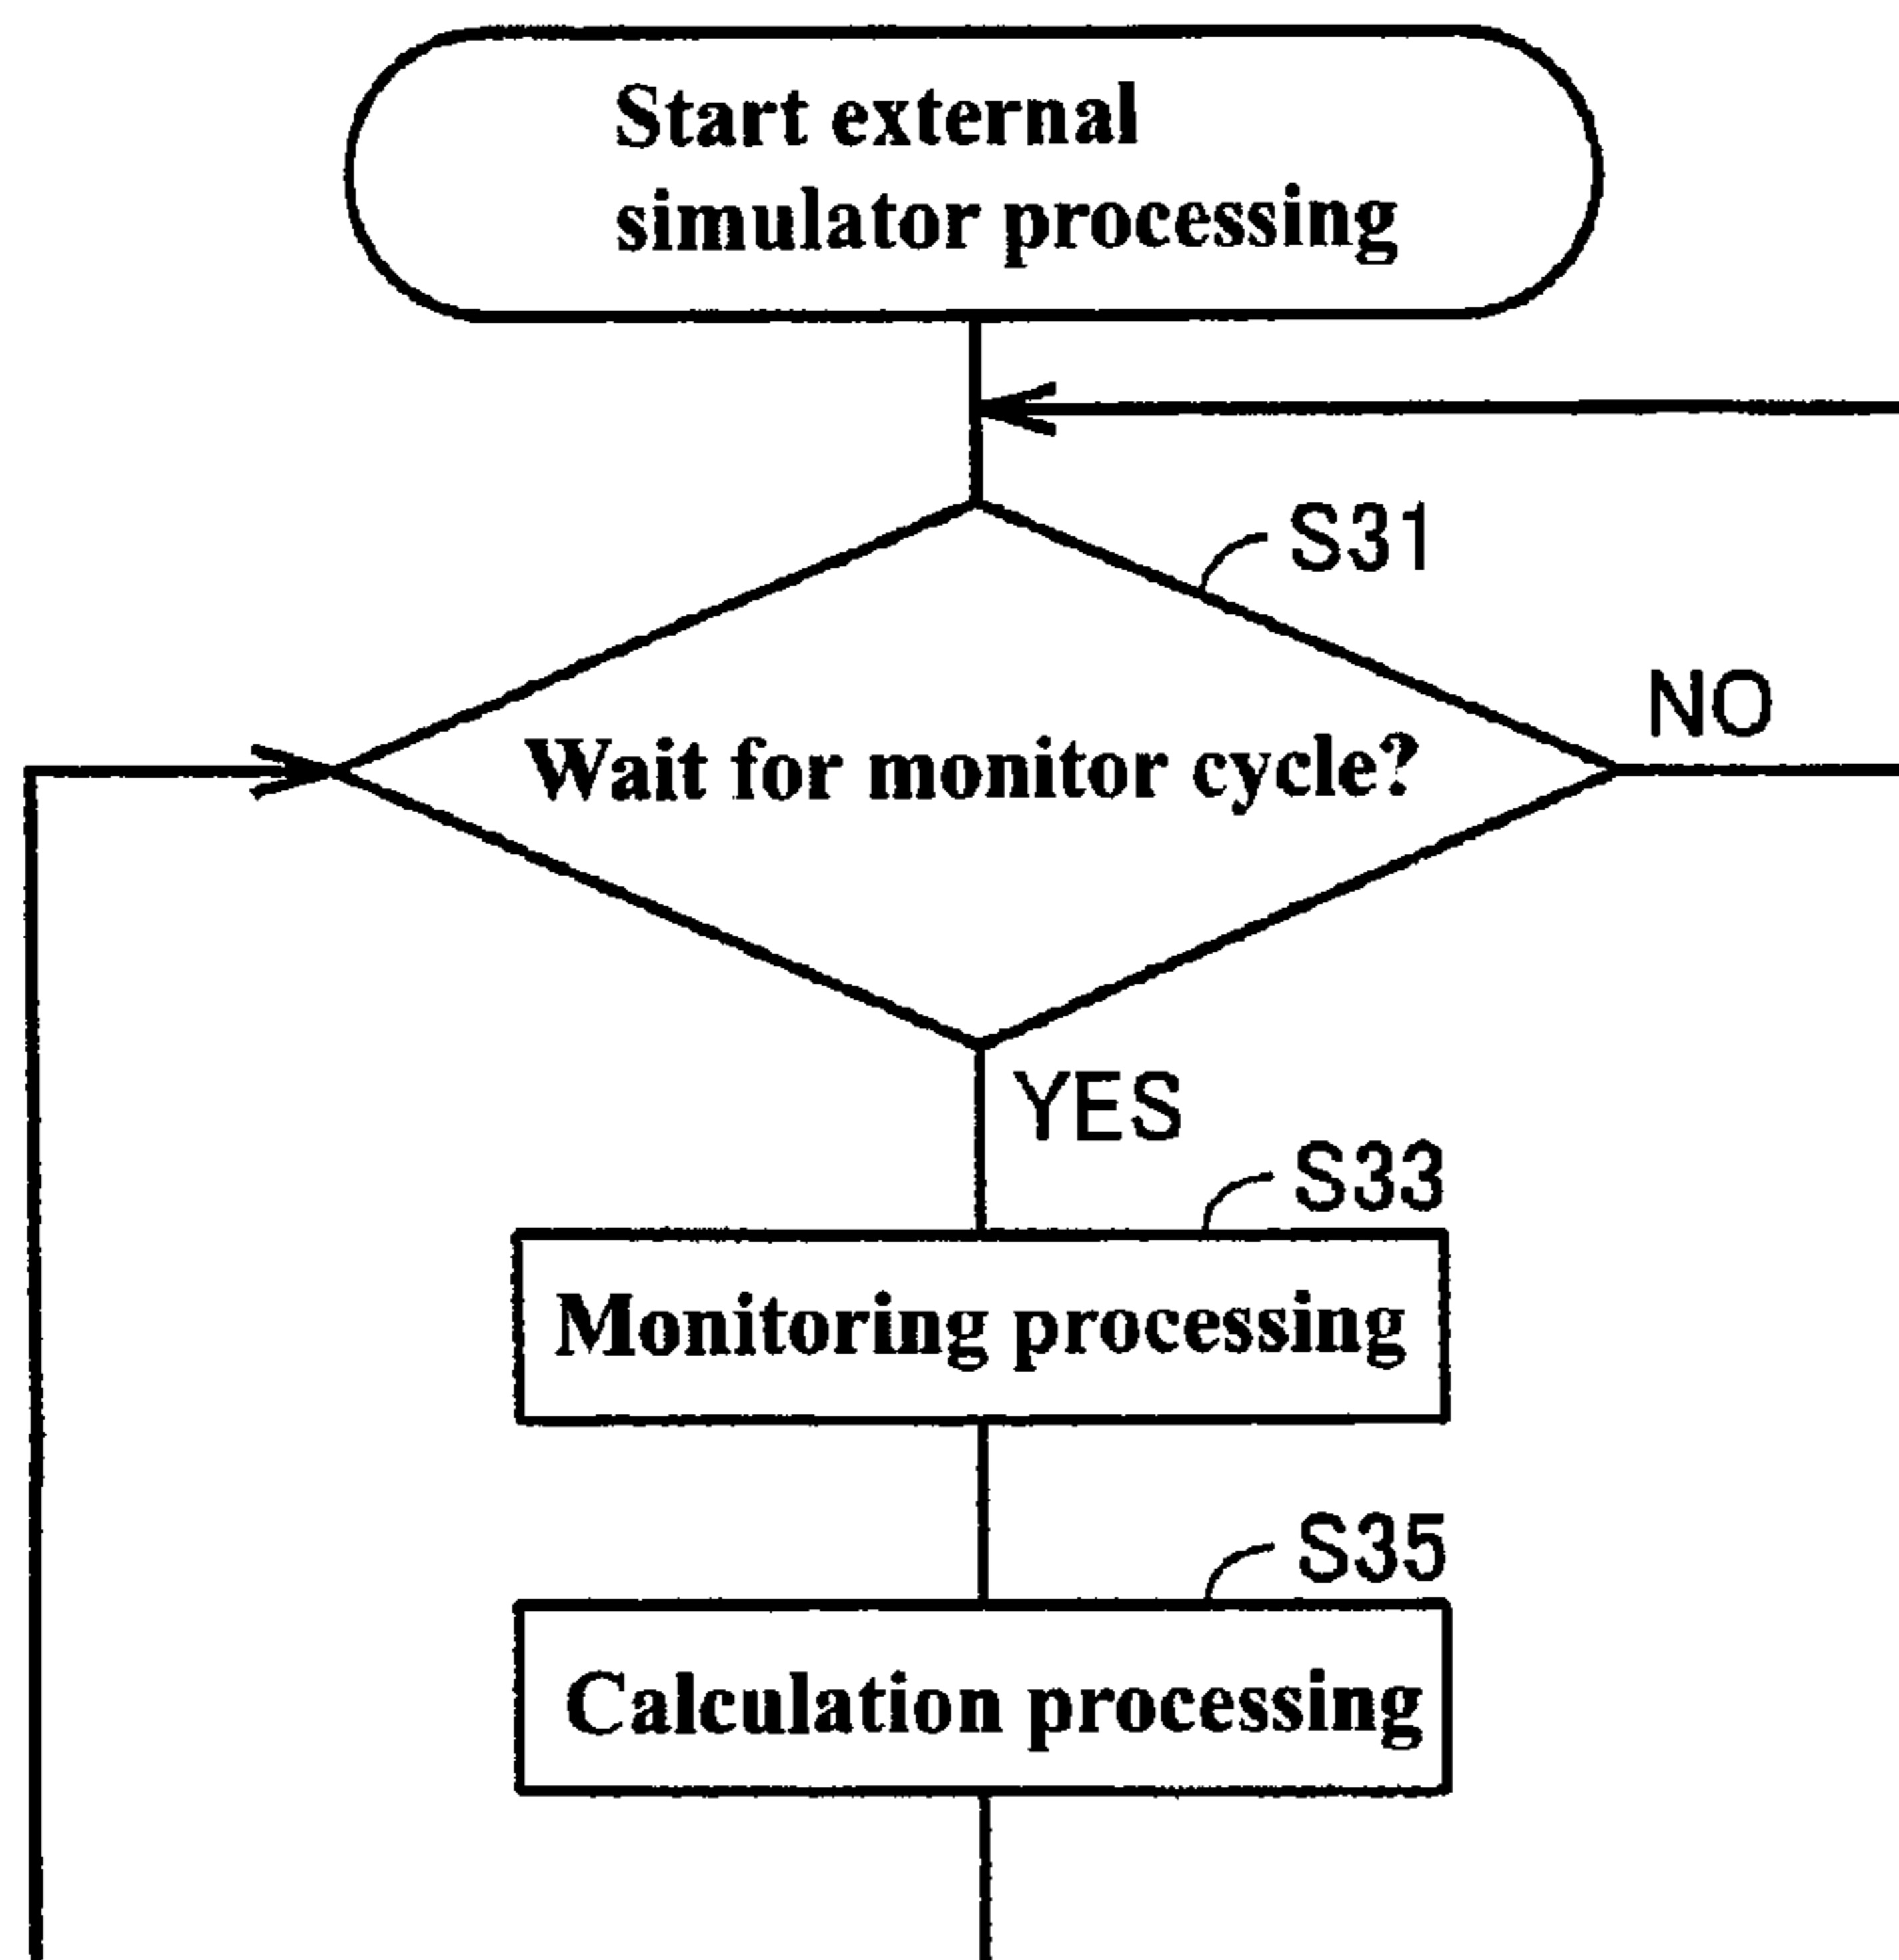 Start external
simulator processing
S31
NO
Wait for monitor cycle?
YES
S33
Monitoring processing
S35
Calculation processing